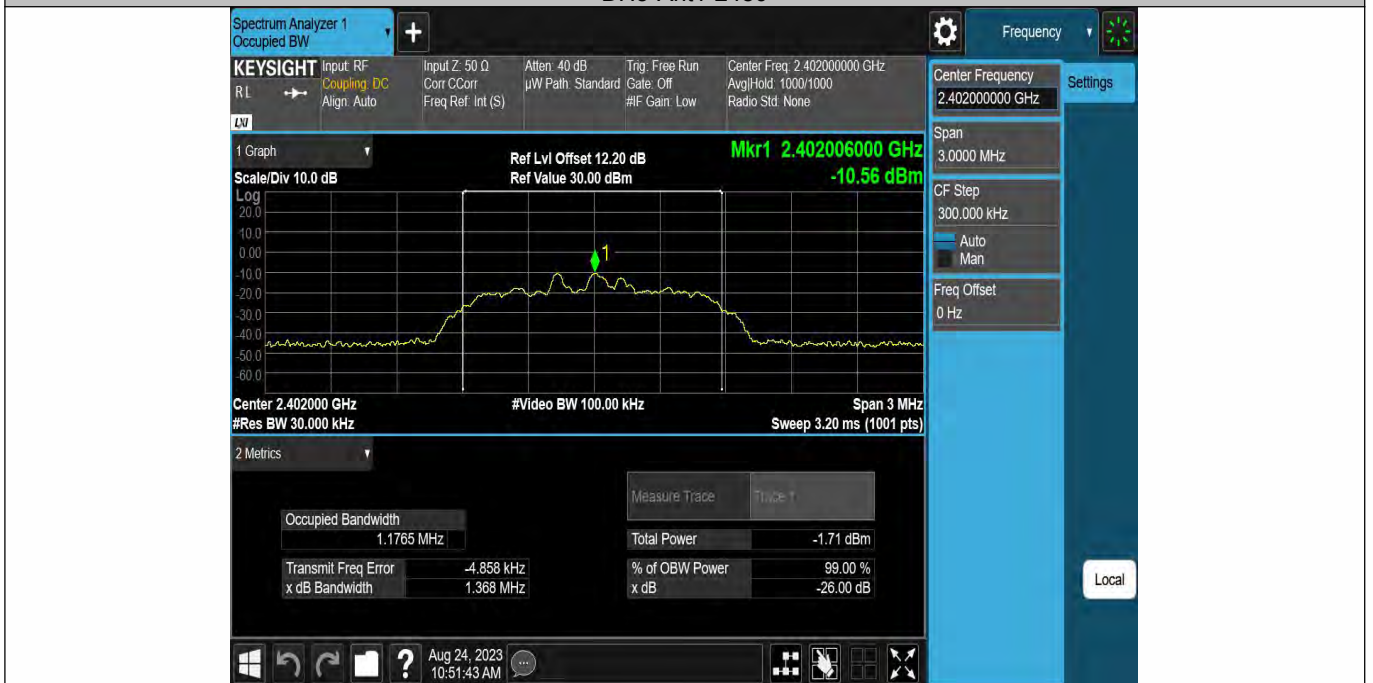 Spectrum Analyzer 1
Occupied BW
Frequency
KEYSIGHT
RL
LXI
Input: RF
Coupling: DC
Align: Auto
Input Z: 50 Ω
Corr CCorr
Freq Ref: Int (S)
Atten: 40 dB
µW Path: Standard
Trig: Free Run
Gate: Off
#IF Gain: Low
Center Freq: 2.402000000 GHz
Avg|Hold: 1000/1000
Radio Std: None
Center Frequency
2.402000000 GHz
Settings
Span
3.0000 MHz
CF Step
300.000 kHz
Auto
Man
Freq Offset
0 Hz
Local
1 Graph
Scale/Div 10.0 dB
Ref Lvl Offset 12.20 dB
Ref Value 30.00 dBm
Mkr1 2.402006000 GHz
-10.56 dBm
Log
20.0
10.0
0.00
-10.0
-20.0
-30.0
-40.0
-50.0
-60.0
1
Center 2.402000 GHz
#Res BW 30.000 kHz
#Video BW 100.00 kHz
Span 3 MHz
Sweep 3.20 ms (1001 pts)
2 Metrics
Measure Trace
Trace 1
Occupied Bandwidth
1.1765 MHz
Total Power
-1.71 dBm
Transmit Freq Error
-4.858 kHz
% of OBW Power
99.00 %
x dB Bandwidth
1.368 MHz
x dB
-26.00 dB
?
Aug 24, 2023
10:51:43 AM